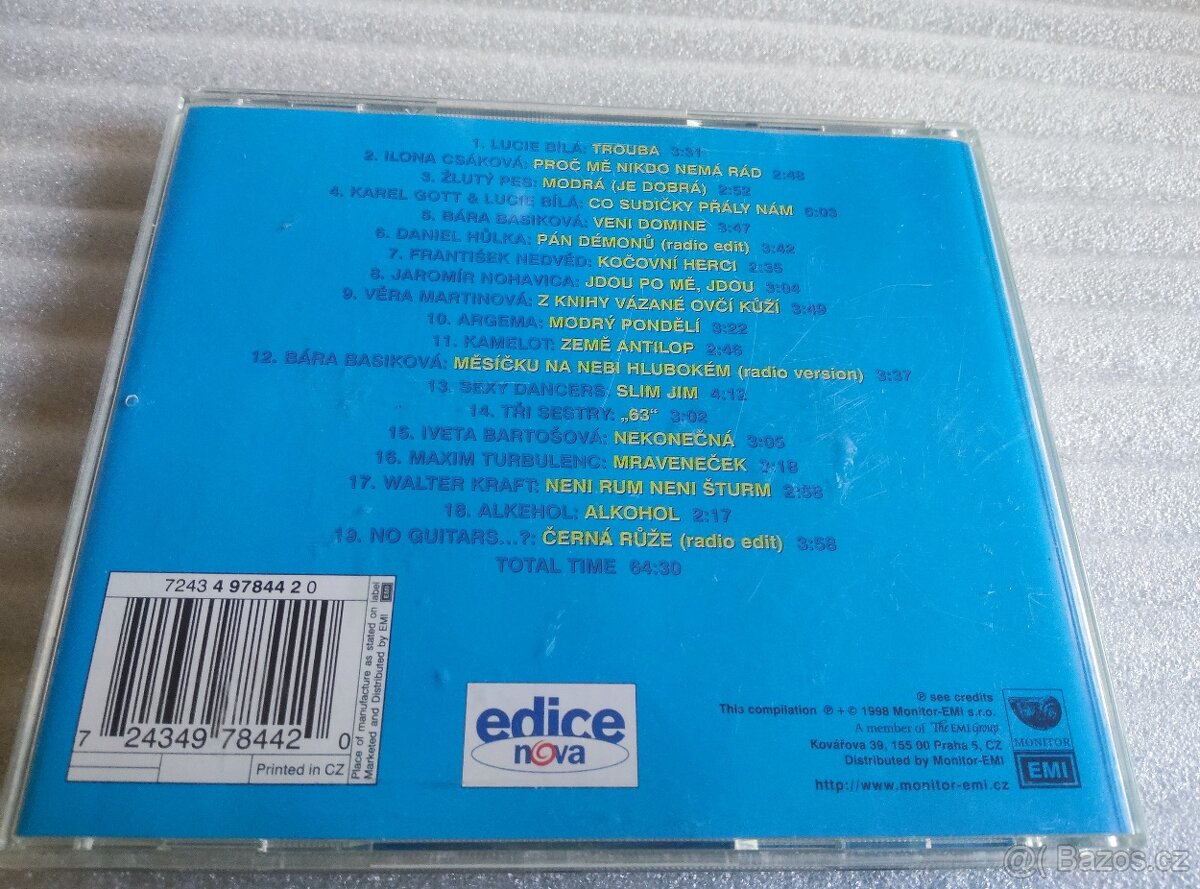 1. LUCIE BÍLÁ: TROUBA 3:31
2. ILONA CSÁKOVÁ: PROČ MĚ NIKDO NEMÁ RÁD 2:48
3. ŽLUTÝ PES: MODRÁ (JE DOBRÁ) 2:52
4. KAREL GOTT & LUCIE BÍLÁ: CO SUDIČKY PŘÁLY NÁM 5:03
5. BÁRA BASIKOVÁ: VENI DOMINE 3:47
6. DANIEL HŮLKA: PÁN DÉMONŮ (radio edit) 3:42
7. FRANTIŠEK NEDVĚD: KOČOVNÍ HERCI 2:35
8. JAROMÍR NOHAVICA: JDOU PO MĚ, JDOU 3:04
9. VĚRA MARTINOVÁ: Z KNIHY VÁZANÉ OVČÍ KŮŽÍ 3:49
10. ARGEMA: MODRÝ PONDĚLÍ 3:22
11. KAMELOT: ZEMĚ ANTILOP 2:46
12. BÁRA BASIKOVÁ: MĚSÍČKU NA NEBI HLUBOKÉM (radio version) 3:37
13. SEXY DANCERS: SLIM JIM 4:12
14. TŘI SESTRY: „63“ 3:02
15. IVETA BARTOŠOVÁ: NEKONEČNÁ 3:05
16. MAXIM TURBULENC: MRAVENEČEK 3:18
17. WALTER KRAFT: NENI RUM NENI ŠTURM 2:58
18. ALKEHOL: ALKOHOL 2:17
19. NO GUITARS...?: ČERNÁ RŮŽE (radio edit) 3:58
TOTAL TIME 64:30
7243 4 97844 2 0
7 24349 78442 0
Printed in CZ
Place of manufacture as stated on label
Marketed and Distributed by EMI
EMI
edice
nova
℗ see credits
This compilation ℗ + © 1998 Monitor-EMI s.r.o.
A member of The EMI Group
Kovářova 39, 155 00 Praha 5, CZ
Distributed by Monitor-EMI
http://www.monitor-emi.cz
MONITOR
EMI
@( Bazos.cz